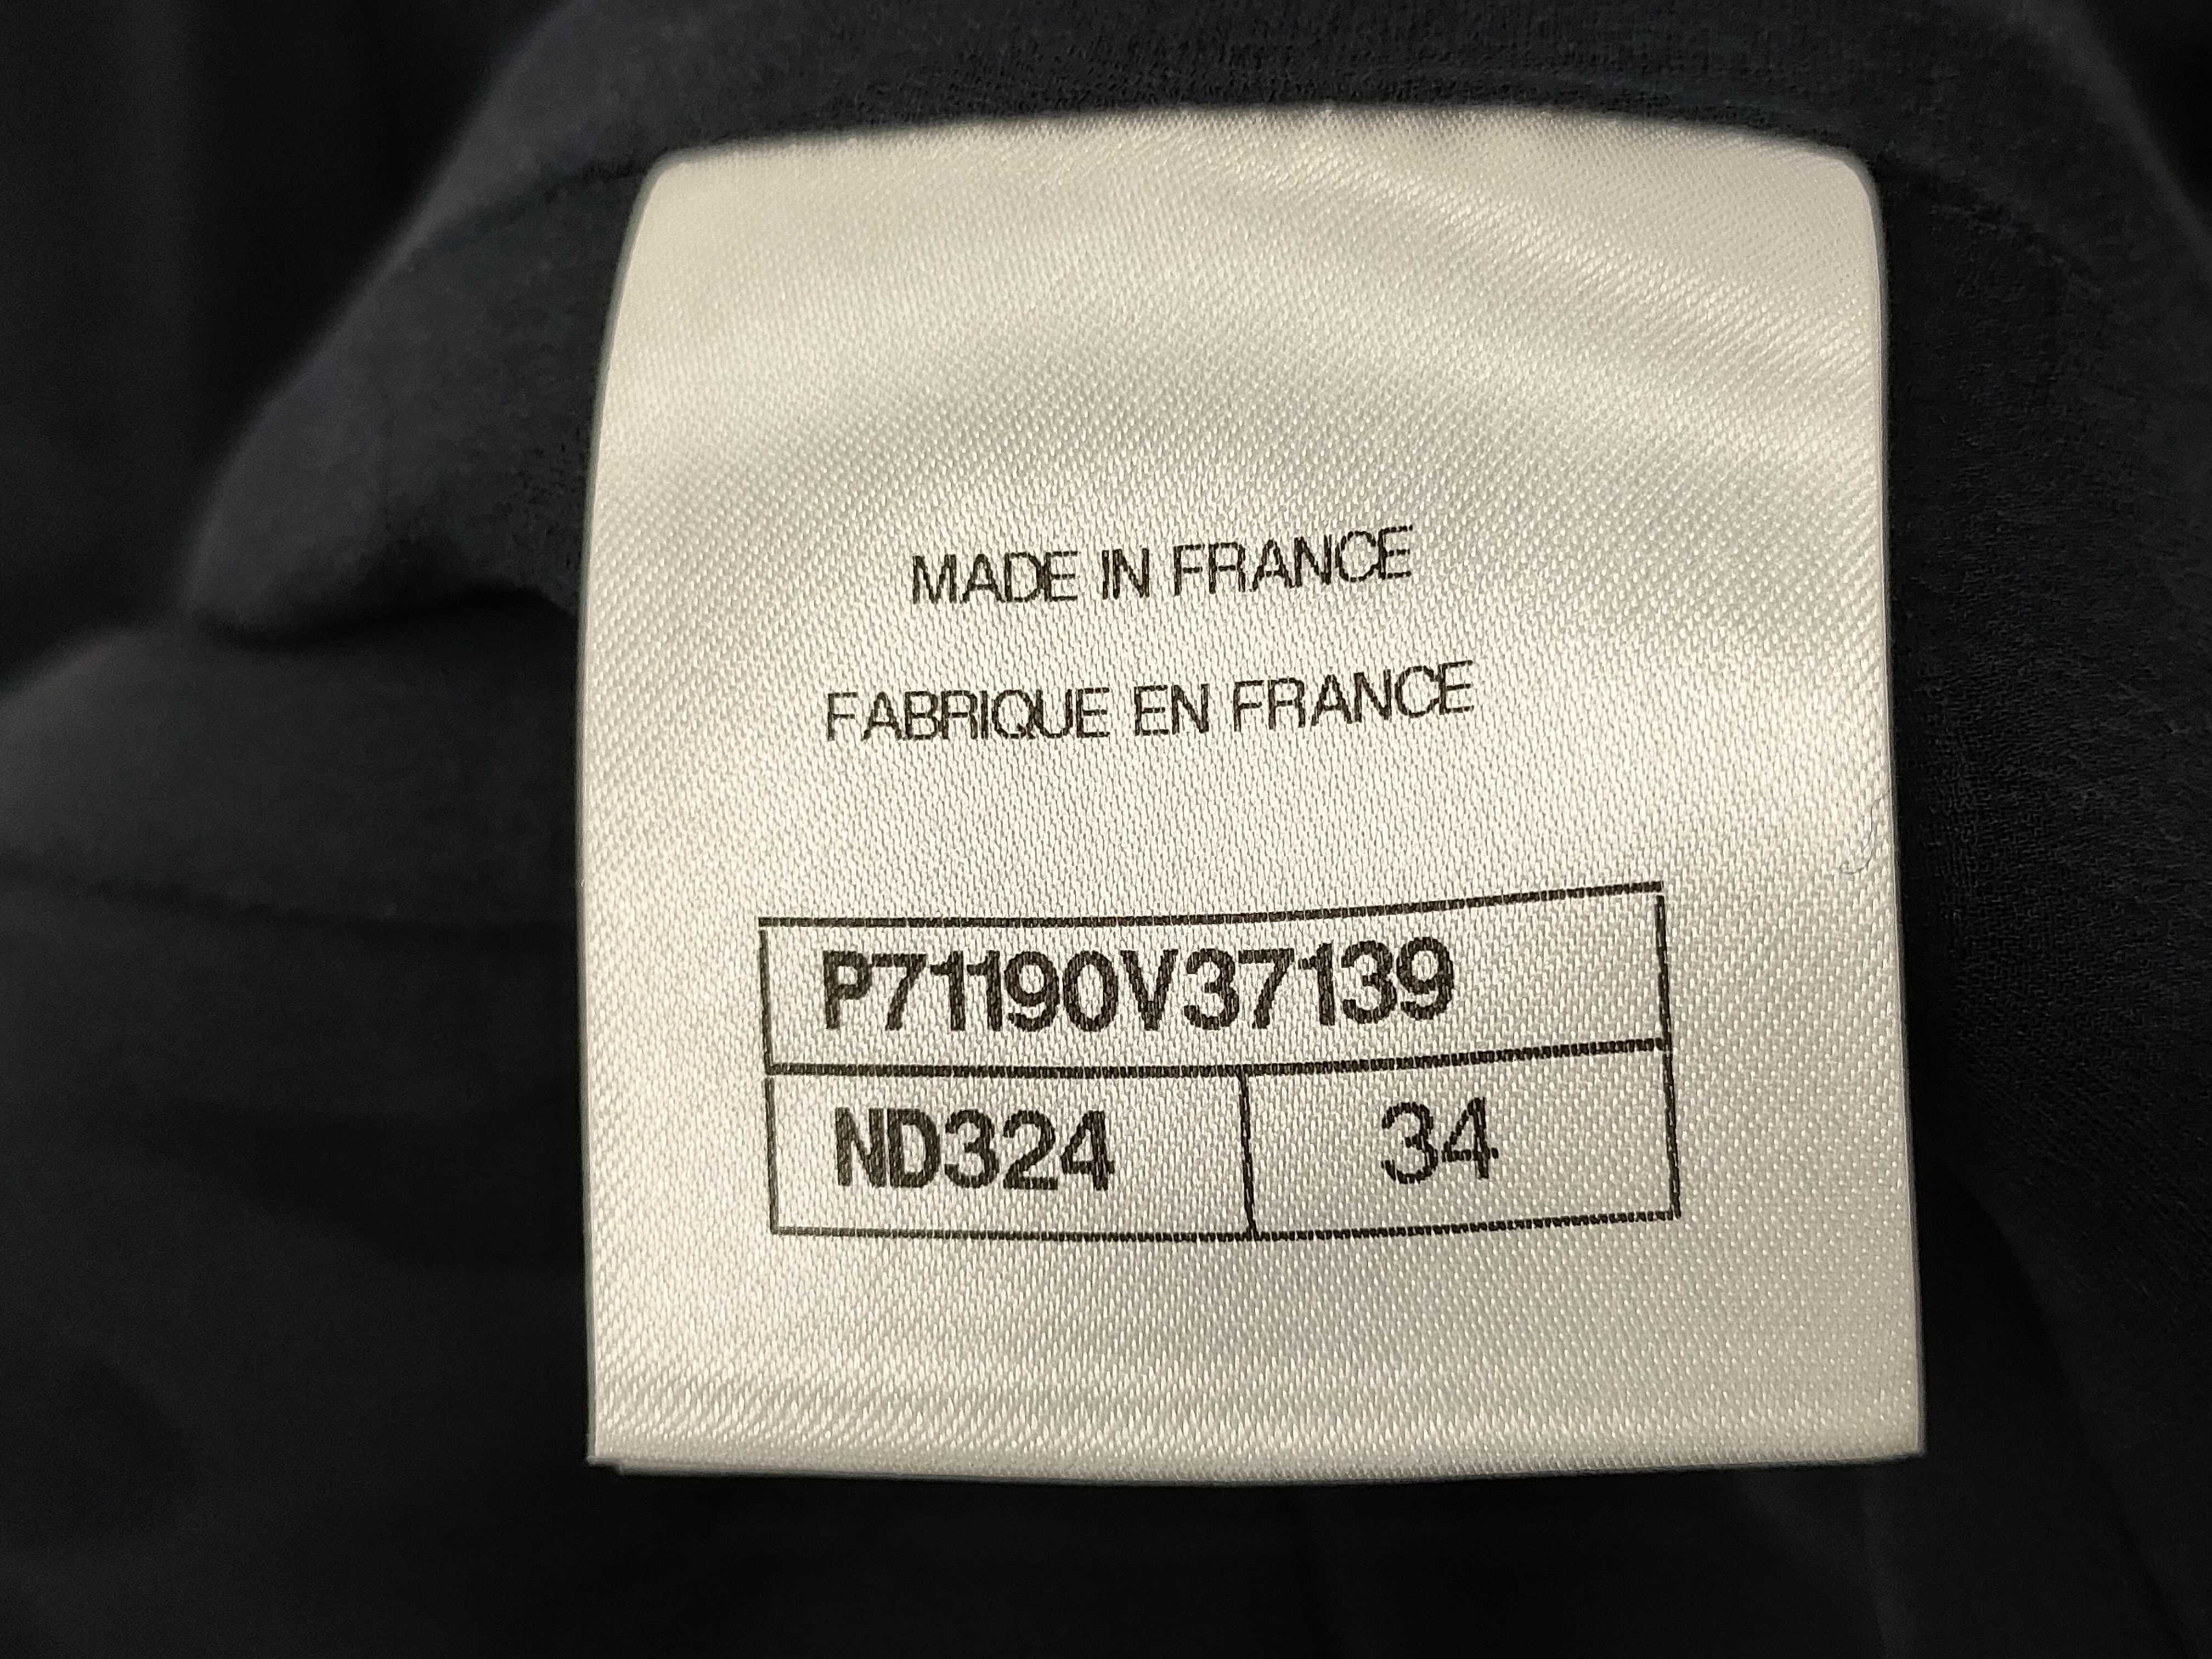 MADE IN FRANCE
FABRIQUE EN FRANCE
P71190V37139
ND324 34